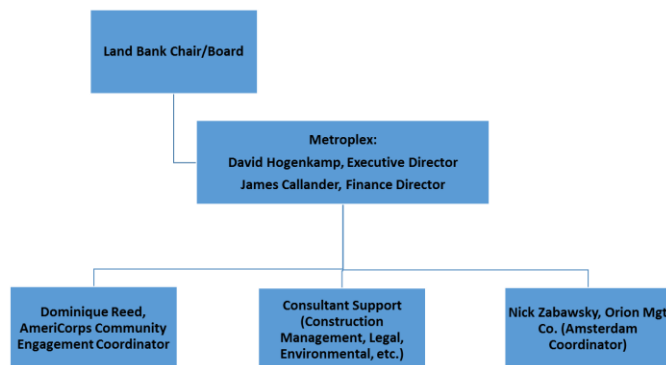 Land Bank Chair/Board
Metroplex:
David Hogenkamp, Executive Director
James Callander, Finance Director
Dominique Reed,
AmeriCorps Community
Engagement Coordinator
Consultant Support
(Construction
Management, Legal,
Environmental, etc.)
Nick Zabawsky, Orion Mgt
Co. (Amsterdam
Coordinator)